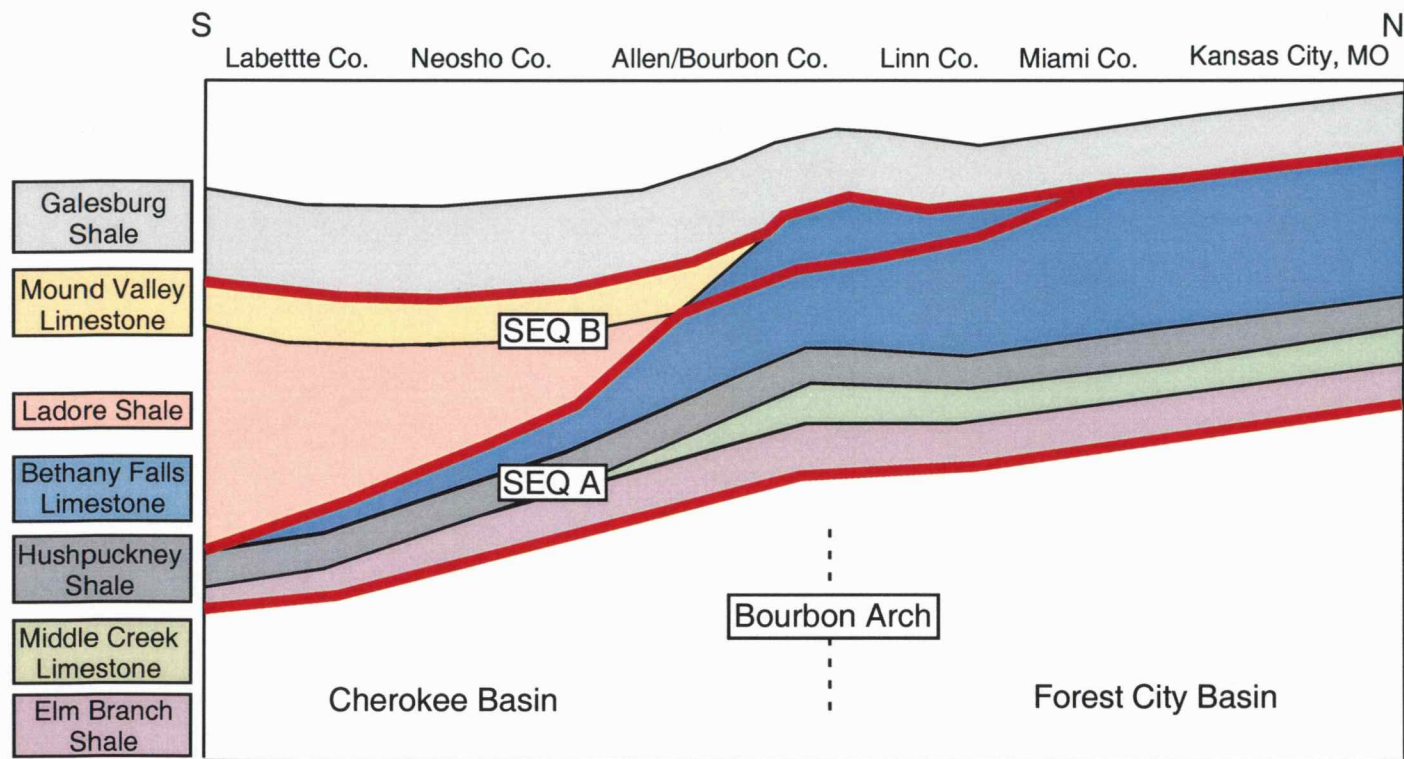 S
N
Labettte Co.
Neosho Co.
Allen/Bourbon Co.
Linn Co.
Miami Co.
Kansas City, MO
Galesburg
Shale
Mound Valley
Limestone
Ladore Shale
Bethany Falls
Limestone
Hushpuckney
Shale
Middle Creek
Limestone
Elm Branch
Shale
SEQ B
SEQ A
Bourbon Arch
Cherokee Basin
Forest City Basin